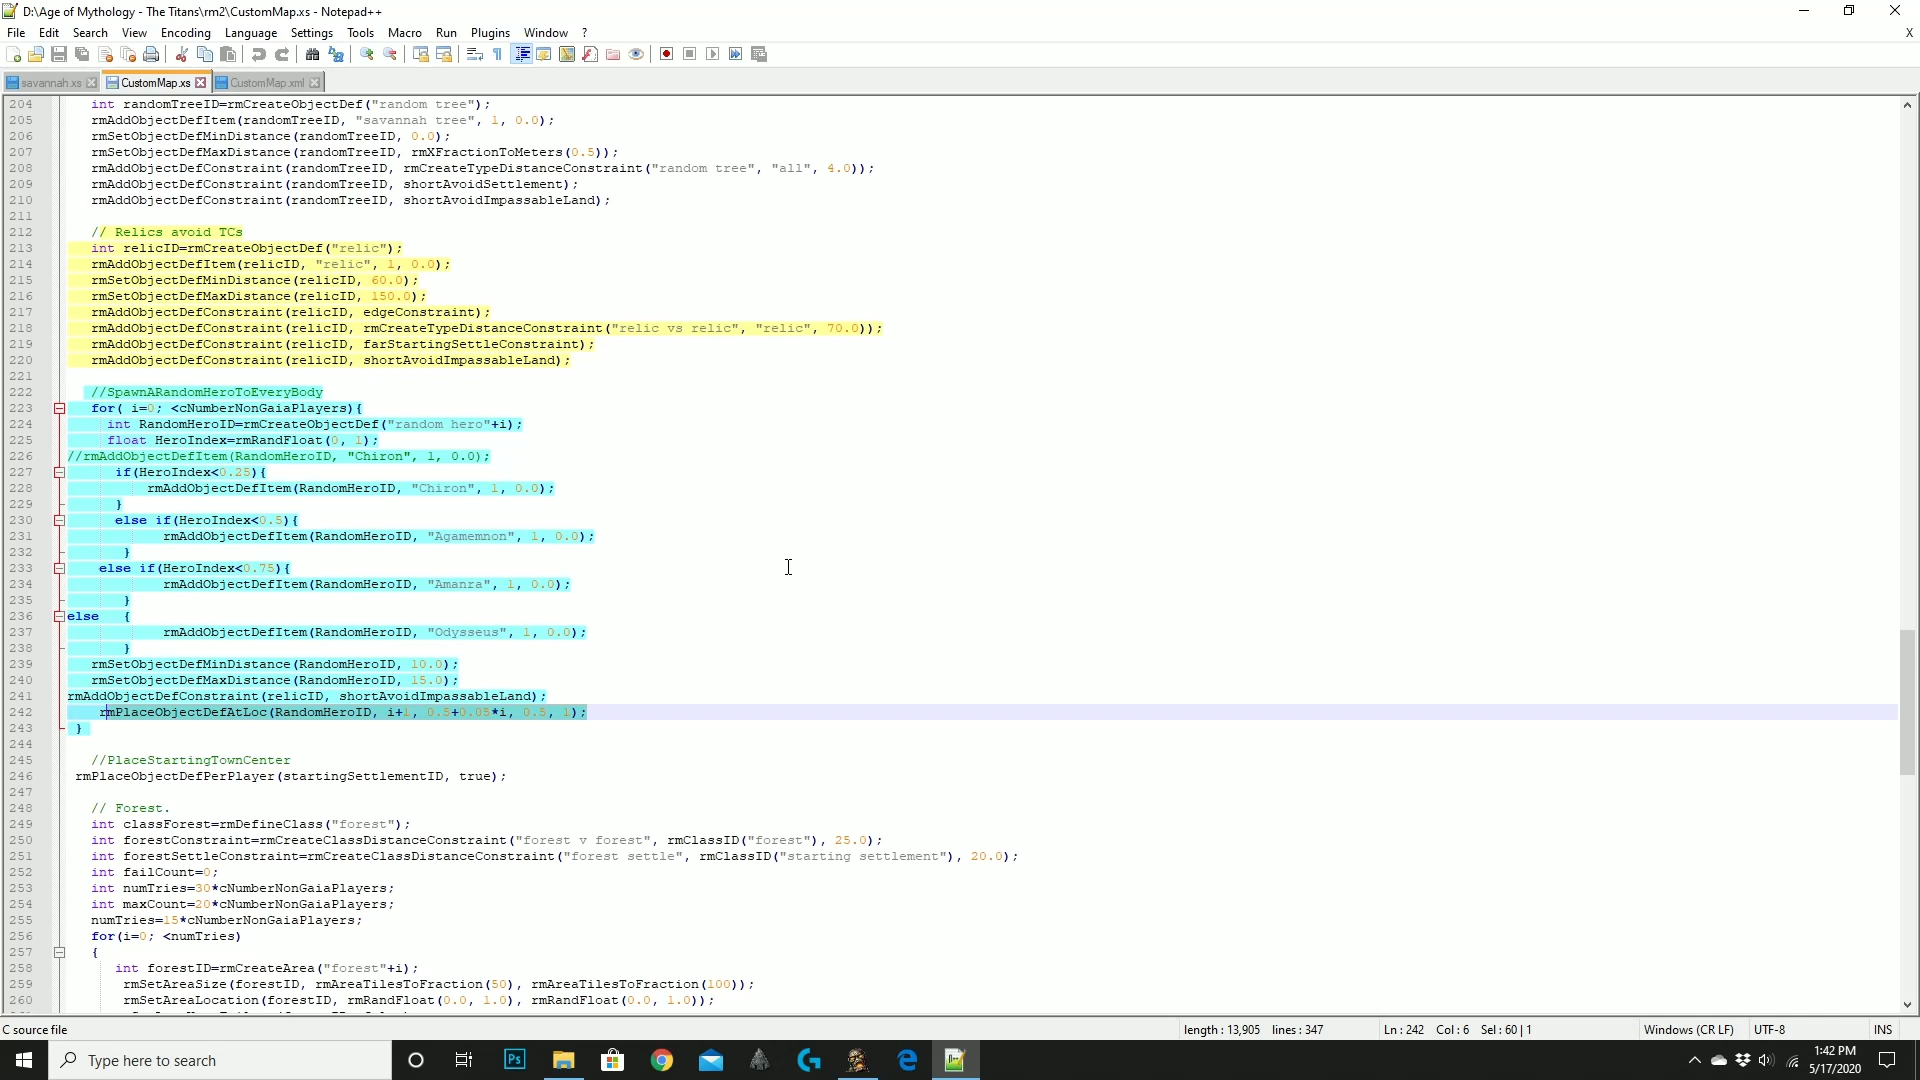 D:\Age of Mythology - The Titans\rm2\CustomMap.xs - Notepad++
File Edit Search View Encoding Language Settings Tools Macro Run Plugins Window ? X
savannah.xs CustomMap.xs CustomMap.xml
204 int randomTreeID=rmCreateObjectDef("random tree");
205 rmAddObjectDefItem(randomTreeID, "savannah tree", 1, 0.0);
206 rmSetObjectDefMinDistance(randomTreeID, 0.0);
207 rmSetObjectDefMaxDistance(randomTreeID, rmXFractionToMeters(0.5));
208 rmAddObjectDefConstraint(randomTreeID, rmCreateTypeDistanceConstraint("random tree", "all", 4.0));
209 rmAddObjectDefConstraint(randomTreeID, shortAvoidSettlement);
210 rmAddObjectDefConstraint(randomTreeID, shortAvoidImpassableLand);
211
212 // Relics avoid TCs
213 int relicID=rmCreateObjectDef("relic");
214 rmAddObjectDefItem(relicID, "relic", 1, 0.0);
215 rmSetObjectDefMinDistance(relicID, 60.0);
216 rmSetObjectDefMaxDistance(relicID, 150.0);
217 rmAddObjectDefConstraint(relicID, edgeConstraint);
218 rmAddObjectDefConstraint(relicID, rmCreateTypeDistanceConstraint("relic vs relic", "relic", 70.0));
219 rmAddObjectDefConstraint(relicID, farStartingSettleConstraint);
220 rmAddObjectDefConstraint(relicID, shortAvoidImpassableLand);
221
222 //SpawnARandomHeroToEveryBody
223 for( i=0; <cNumberNonGaiaPlayers){
224 int RandomHeroID=rmCreateObjectDef("random hero"+i);
225 float HeroIndex=rmRandFloat(0, 1);
226 //rmAddObjectDefItem(RandomHeroID, "Chiron", 1, 0.0);
227 if(HeroIndex<0.25){
228 rmAddObjectDefItem(RandomHeroID, "Chiron", 1, 0.0);
229 }
230 else if(HeroIndex<0.5){
231 rmAddObjectDefItem(RandomHeroID, "Agamemnon", 1, 0.0);
232 }
233 else if(HeroIndex<0.75){
234 rmAddObjectDefItem(RandomHeroID, "Amanra", 1, 0.0);
235 }
236 else {
237 rmAddObjectDefItem(RandomHeroID, "Odysseus", 1, 0.0);
238 }
239 rmSetObjectDefMinDistance(RandomHeroID, 10.0);
240 rmSetObjectDefMaxDistance(RandomHeroID, 15.0);
241 rmAddObjectDefConstraint(relicID, shortAvoidImpassableLand);
242 rmPlaceObjectDefAtLoc(RandomHeroID, i+1, 0.5+0.05*i, 0.5, 1);
243 }
244
245 //PlaceStartingTownCenter
246 rmPlaceObjectDefPerPlayer(startingSettlementID, true);
247
248 // Forest.
249 int classForest=rmDefineClass("forest");
250 int forestConstraint=rmCreateClassDistanceConstraint("forest v forest", rmClassID("forest"), 25.0);
251 int forestSettleConstraint=rmCreateClassDistanceConstraint("forest settle", rmClassID("starting settlement"), 20.0);
252 int failCount=0;
253 int numTries=30*cNumberNonGaiaPlayers;
254 int maxCount=20*cNumberNonGaiaPlayers;
255 numTries=15*cNumberNonGaiaPlayers;
256 for(i=0; <numTries)
257 {
258 int forestID=rmCreateArea("forest"+i);
259 rmSetAreaSize(forestID, rmAreaTilesToFraction(50), rmAreaTilesToFraction(100));
260 rmSetAreaLocation(forestID, rmRandFloat(0.0, 1.0), rmRandFloat(0.0, 1.0));
C source file length : 13,905 lines : 347 Ln : 242 Col : 6 Sel : 60 | 1 Windows (CR LF) UTF-8 INS
Type here to search Ps 1:42 PM
5/17/2020